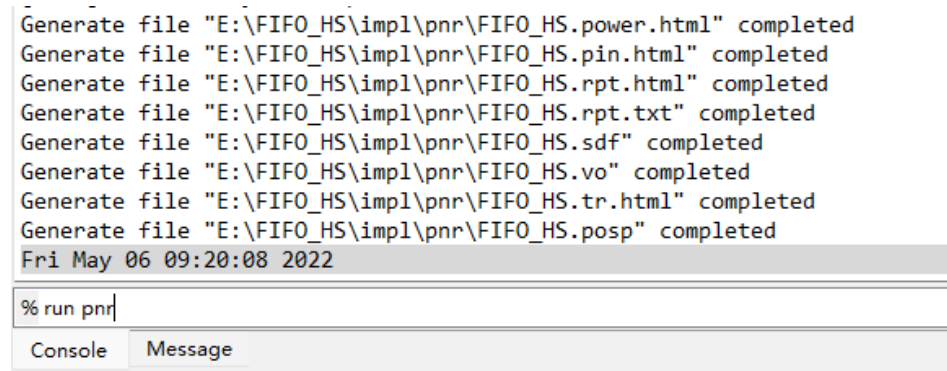 Generate file "E:\FIFO_HS\impl\pnr\FIFO_HS.power.html" completed
Generate file "E:\FIFO_HS\impl\pnr\FIFO_HS.pin.html" completed
Generate file "E:\FIFO_HS\impl\pnr\FIFO_HS.rpt.html" completed
Generate file "E:\FIFO_HS\impl\pnr\FIFO_HS.rpt.txt" completed
Generate file "E:\FIFO_HS\impl\pnr\FIFO_HS.sdf" completed
Generate file "E:\FIFO_HS\impl\pnr\FIFO_HS.vo" completed
Generate file "E:\FIFO_HS\impl\pnr\FIFO_HS.tr.html" completed
Generate file "E:\FIFO_HS\impl\pnr\FIFO_HS.posp" completed
Fri May 06 09:20:08 2022
% run pnr
Console Message